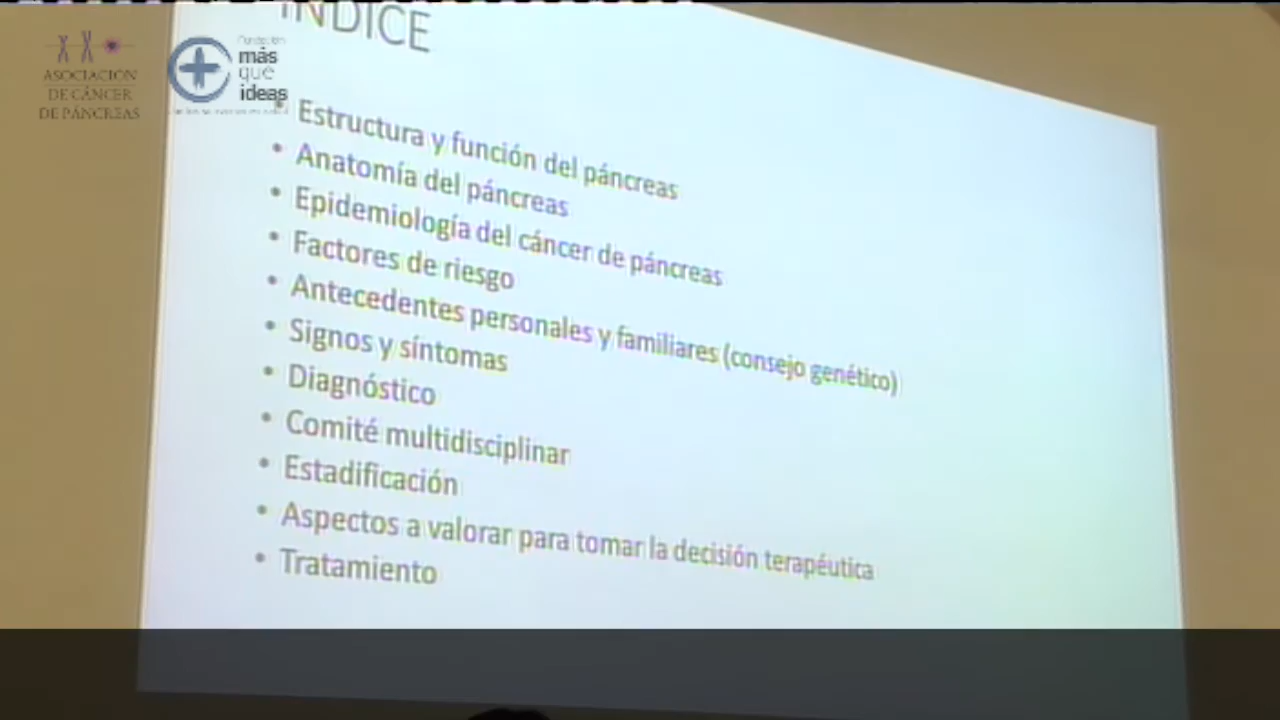 ÍNDICE
ASOCIACIÓN
DE CÁNCER
DE PÁNCREAS
Fundación
más
que
ideas
• Estructura y función del páncreas
• Anatomía del páncreas
• Epidemiología del cáncer de páncreas
• Factores de riesgo
• Antecedentes personales y familiares (consejo genético)
• Signos y síntomas
• Diagnóstico
• Comité multidisciplinar
• Estadificación
• Aspectos a valorar para tomar la decisión terapéutica
• Tratamiento